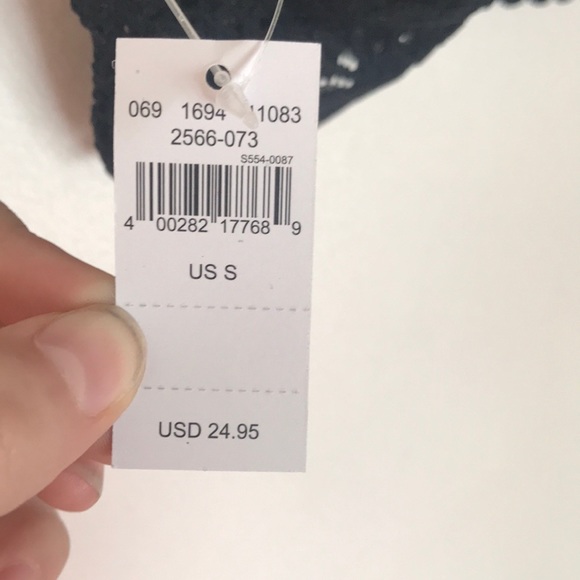 069 1694 11083
2566-073
S554-0087
4 00282 17768 9
US S
USD 24.95